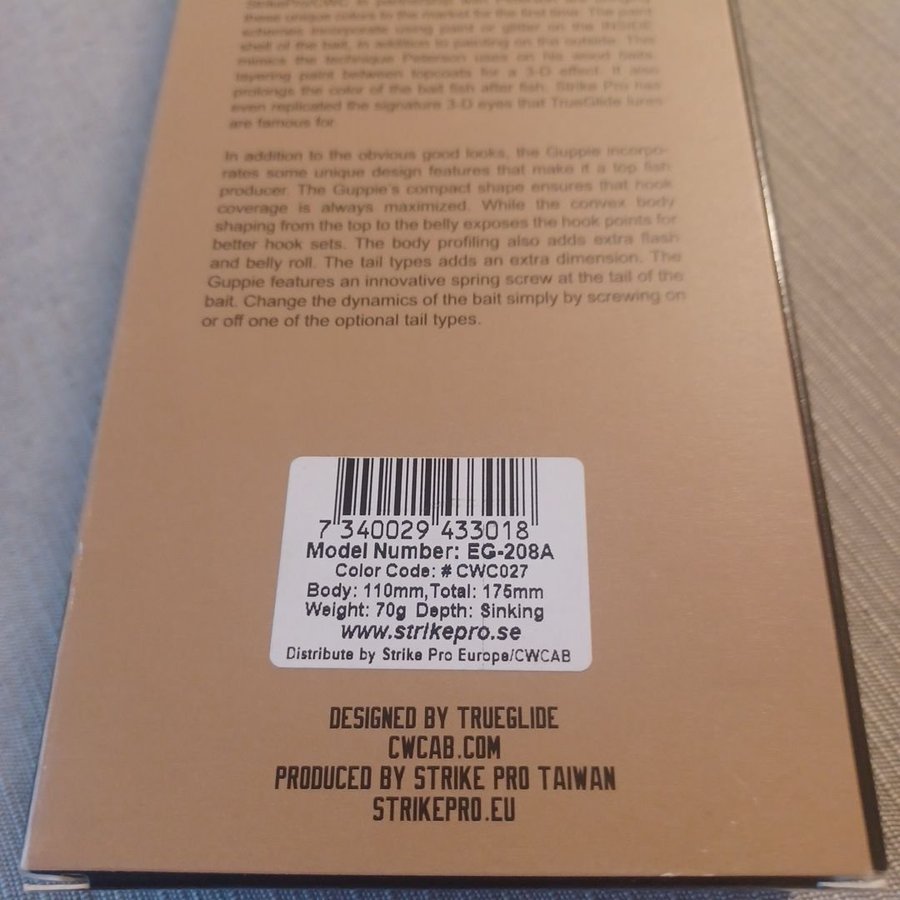 StrikePro/CWC in partnership with Peterson are bringing
these unique colors to the market for the first time. The paint
schemes incorporate using paint or glitter on the INSIDE
shell of the bait, in addition to painting on the outside. This
mimics the technique Peterson uses on his wood baits,
layering paint between topcoats for a 3-D effect. It also
prolongs the color of the bait fish after fish. Strike Pro has
even replicated the signature 3-D eyes that TrueGlide lures
are famous for.
In addition to the obvious good looks, the Guppie incorpo-
rates some unique design features that make it a top fish
producer. The Guppie's compact shape ensures that hook
coverage is always maximized. While the convex body
shaping from the top to the belly exposes the hook points for
better hook sets. The body profiling also adds extra flash
and belly roll. The tail types adds an extra dimension. The
Guppie features an innovative spring screw at the tail of the
bait. Change the dynamics of the bait simply by screwing on
or off one of the optional tail types.
7 340029 433018
Model Number: EG-208A
Color Code: # CWC027
Body: 110mm,Total: 175mm
Weight: 70g Depth: Sinking
www.strikepro.se
Distribute by Strike Pro Europe/CWCAB
DESIGNED BY TRUEGLIDE
CWCAB.COM
PRODUCED BY STRIKE PRO TAIWAN
STRIKEPRO.EU